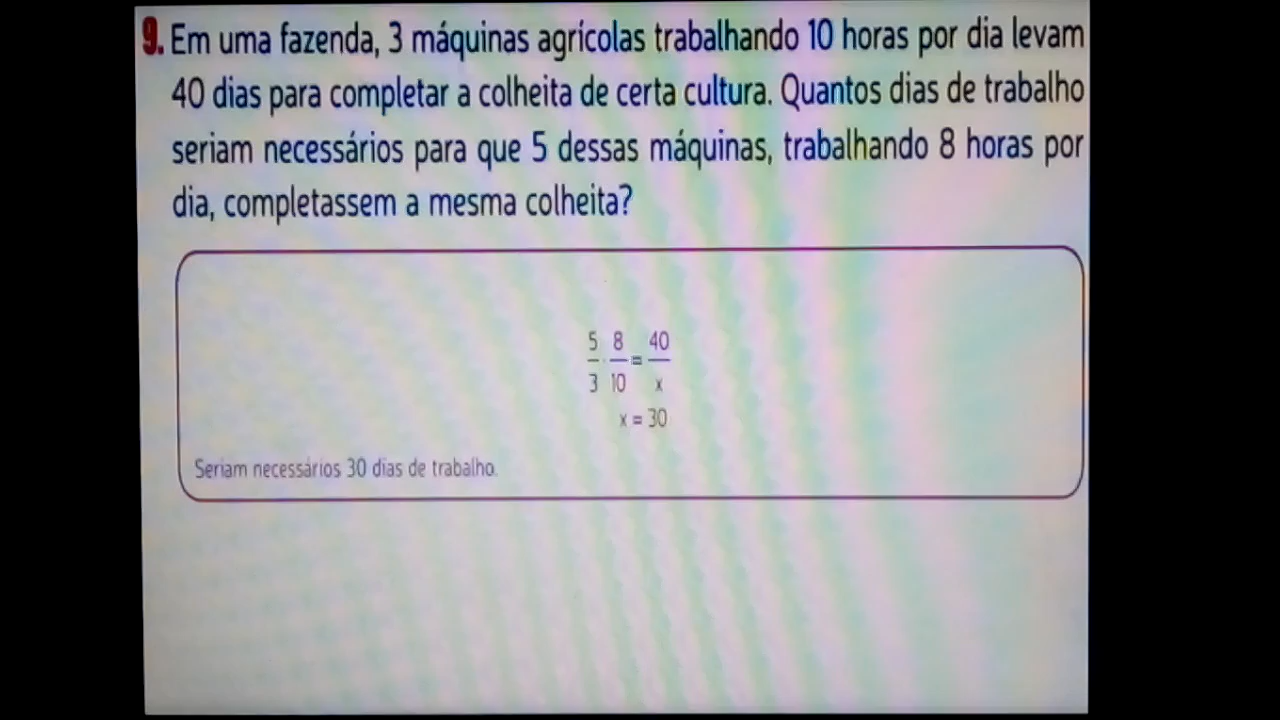 9. Em uma fazenda, 3 máquinas agrícolas trabalhando 10 horas por dia levam
40 dias para completar a colheita de certa cultura. Quantos dias de trabalho
seriam necessários para que 5 dessas máquinas, trabalhando 8 horas por
dia, completassem a mesma colheita?
5/3 · 8/10 = 40/x
x = 30
Seriam necessários 30 dias de trabalho.